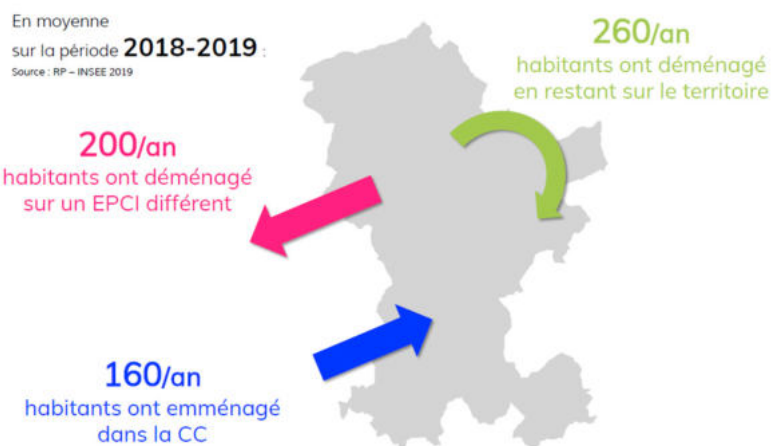 En moyenne
sur la période 2018-2019 :
Source : RP – INSEE 2019
260/an
habitants ont déménagé
en restant sur le territoire
200/an
habitants ont déménagé
sur un EPCI différent
160/an
habitants ont emménagé
dans la CC